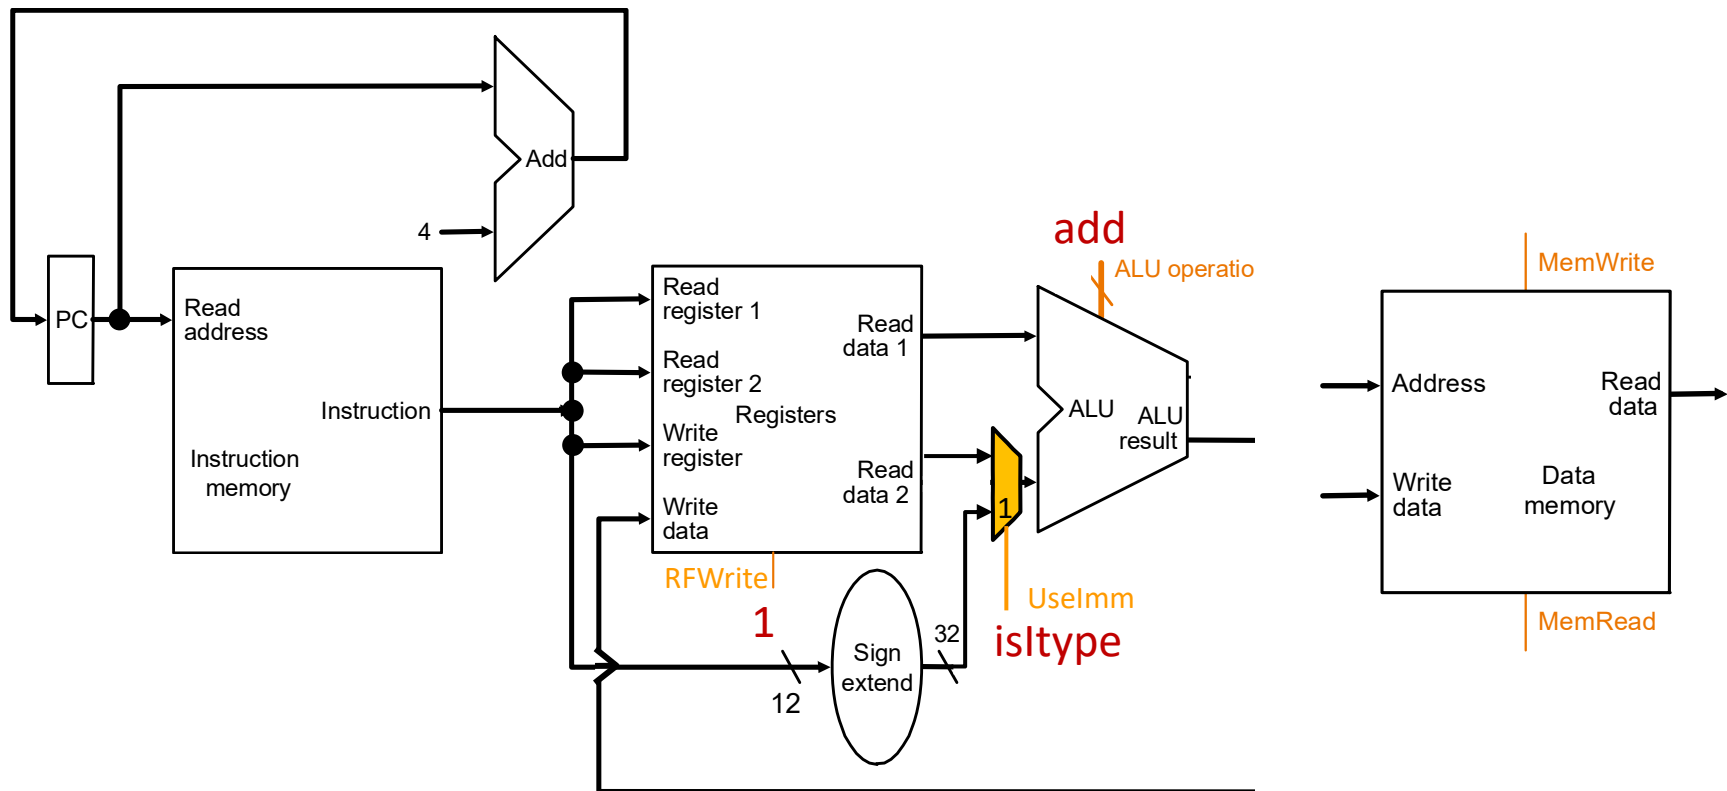 Add
4
add
ALU operatio
MemWrite
PC
Read
address
Instruction
Instruction
memory
Read
register 1
Read
register 2
Registers
Write
register
Write
data
Read
data 1
Read
data 2
RFWrite
1
12
Sign
extend
32
1
UseImm
isItype
ALU
ALU
result
Address
Read
data
Write
data
Data
memory
MemRead